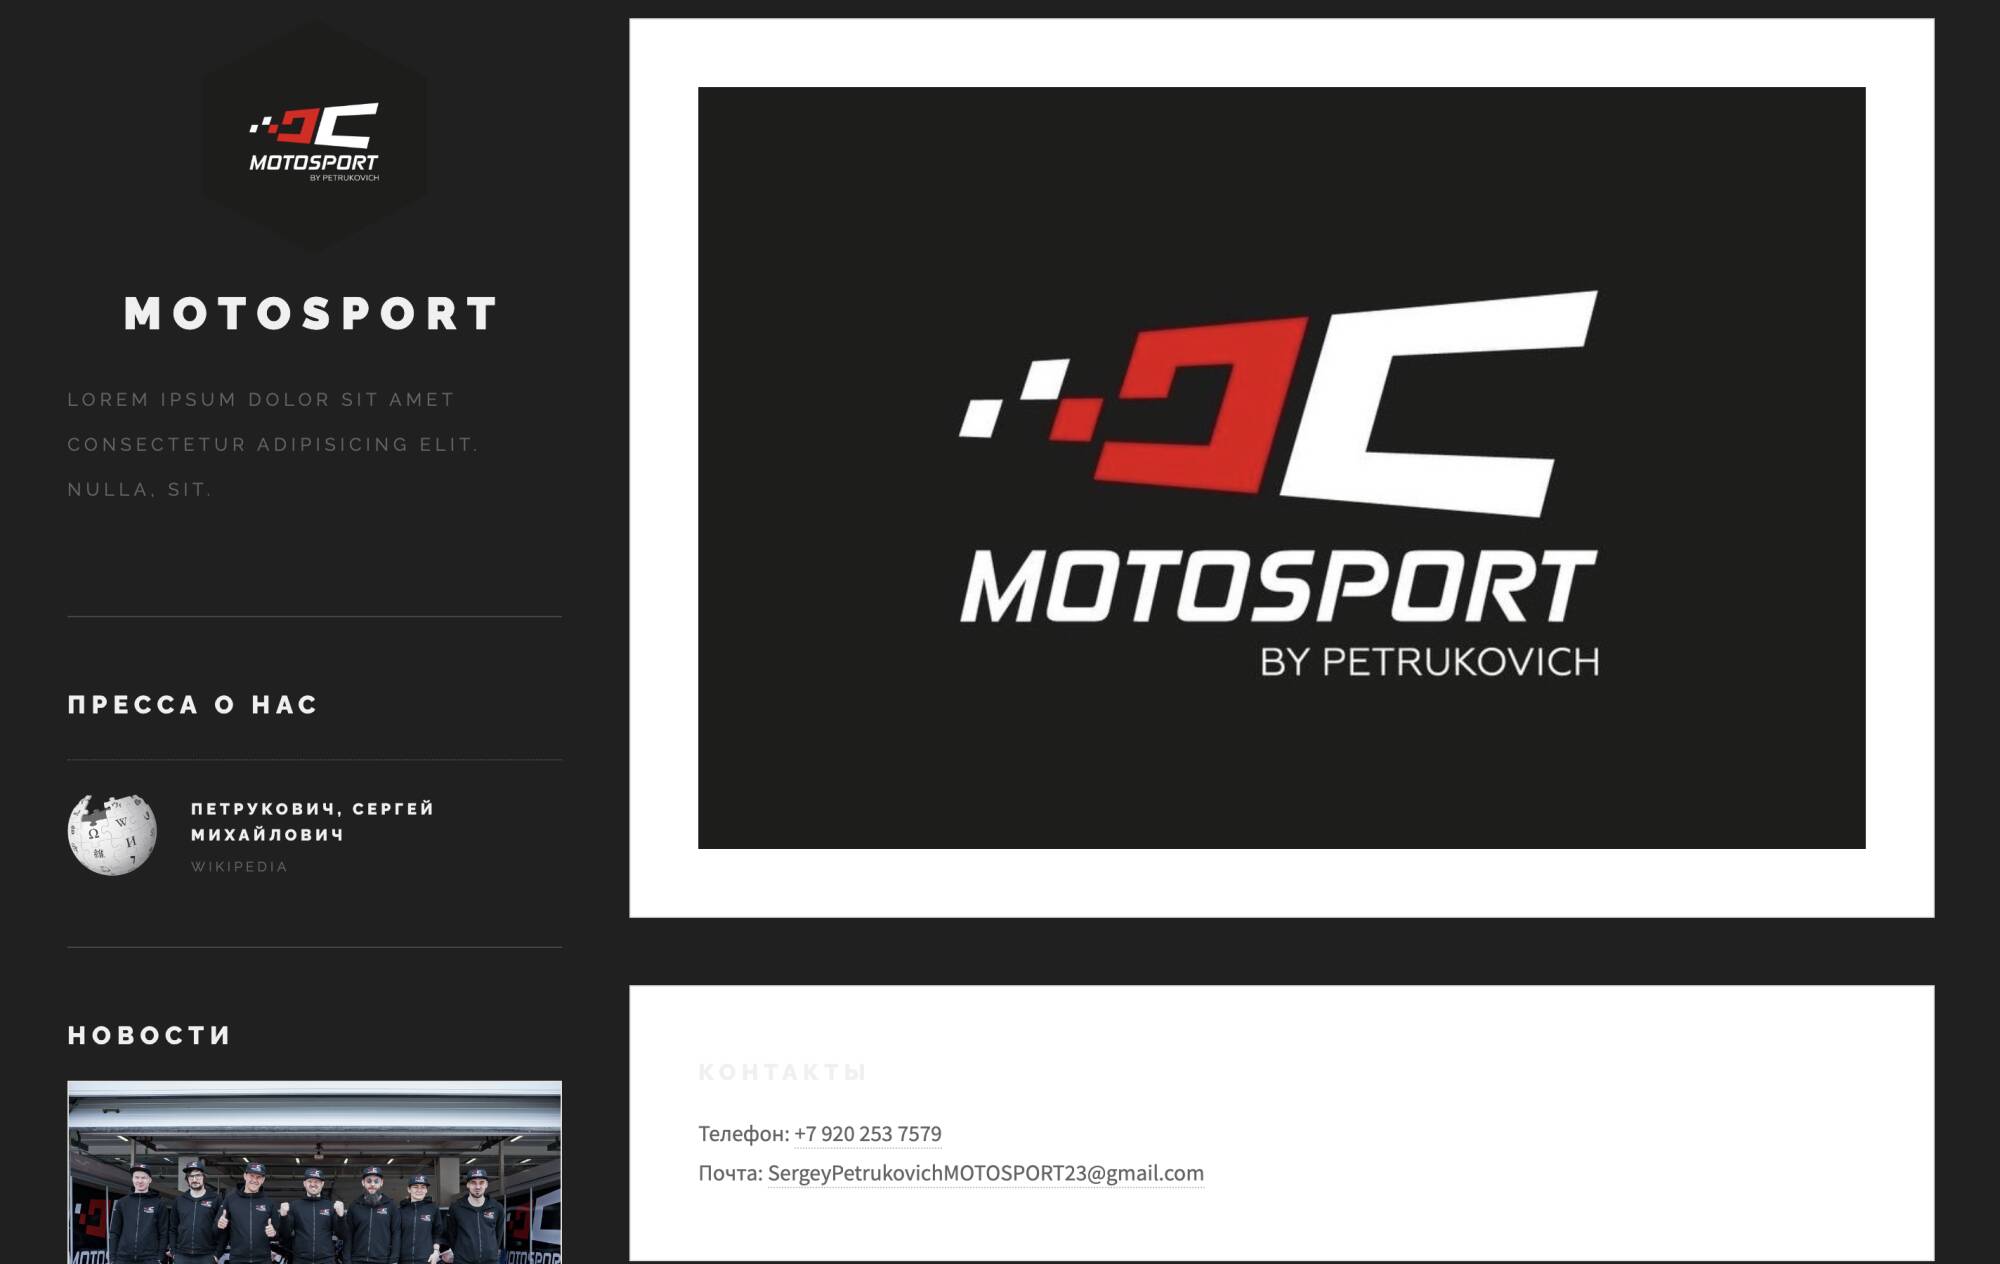 MOTOSPORT
BY PETRUKOVICH
MOTOSPORT
LOREM IPSUM DOLOR SIT AMET
CONSECTETUR ADIPISICING ELIT.
NULLA, SIT.
ПРЕССА О НАС
ПЕТРУКОВИЧ, СЕРГЕЙ
МИХАЙЛОВИЧ
WIKIPEDIA
НОВОСТИ
MOTOSPORT
BY PETRUKOVICH
КОНТАКТЫ
Телефон: +7 920 253 7579
Почта: SergeyPetrukovichMOTOSPORT23@gmail.com